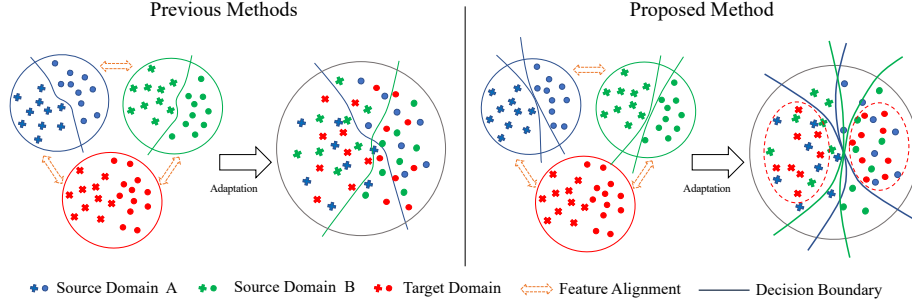 Previous Methods
Proposed Method
Adaptation
Adaptation
Source Domain A
Source Domain B
Target Domain
Feature Alignment
Decision Boundary